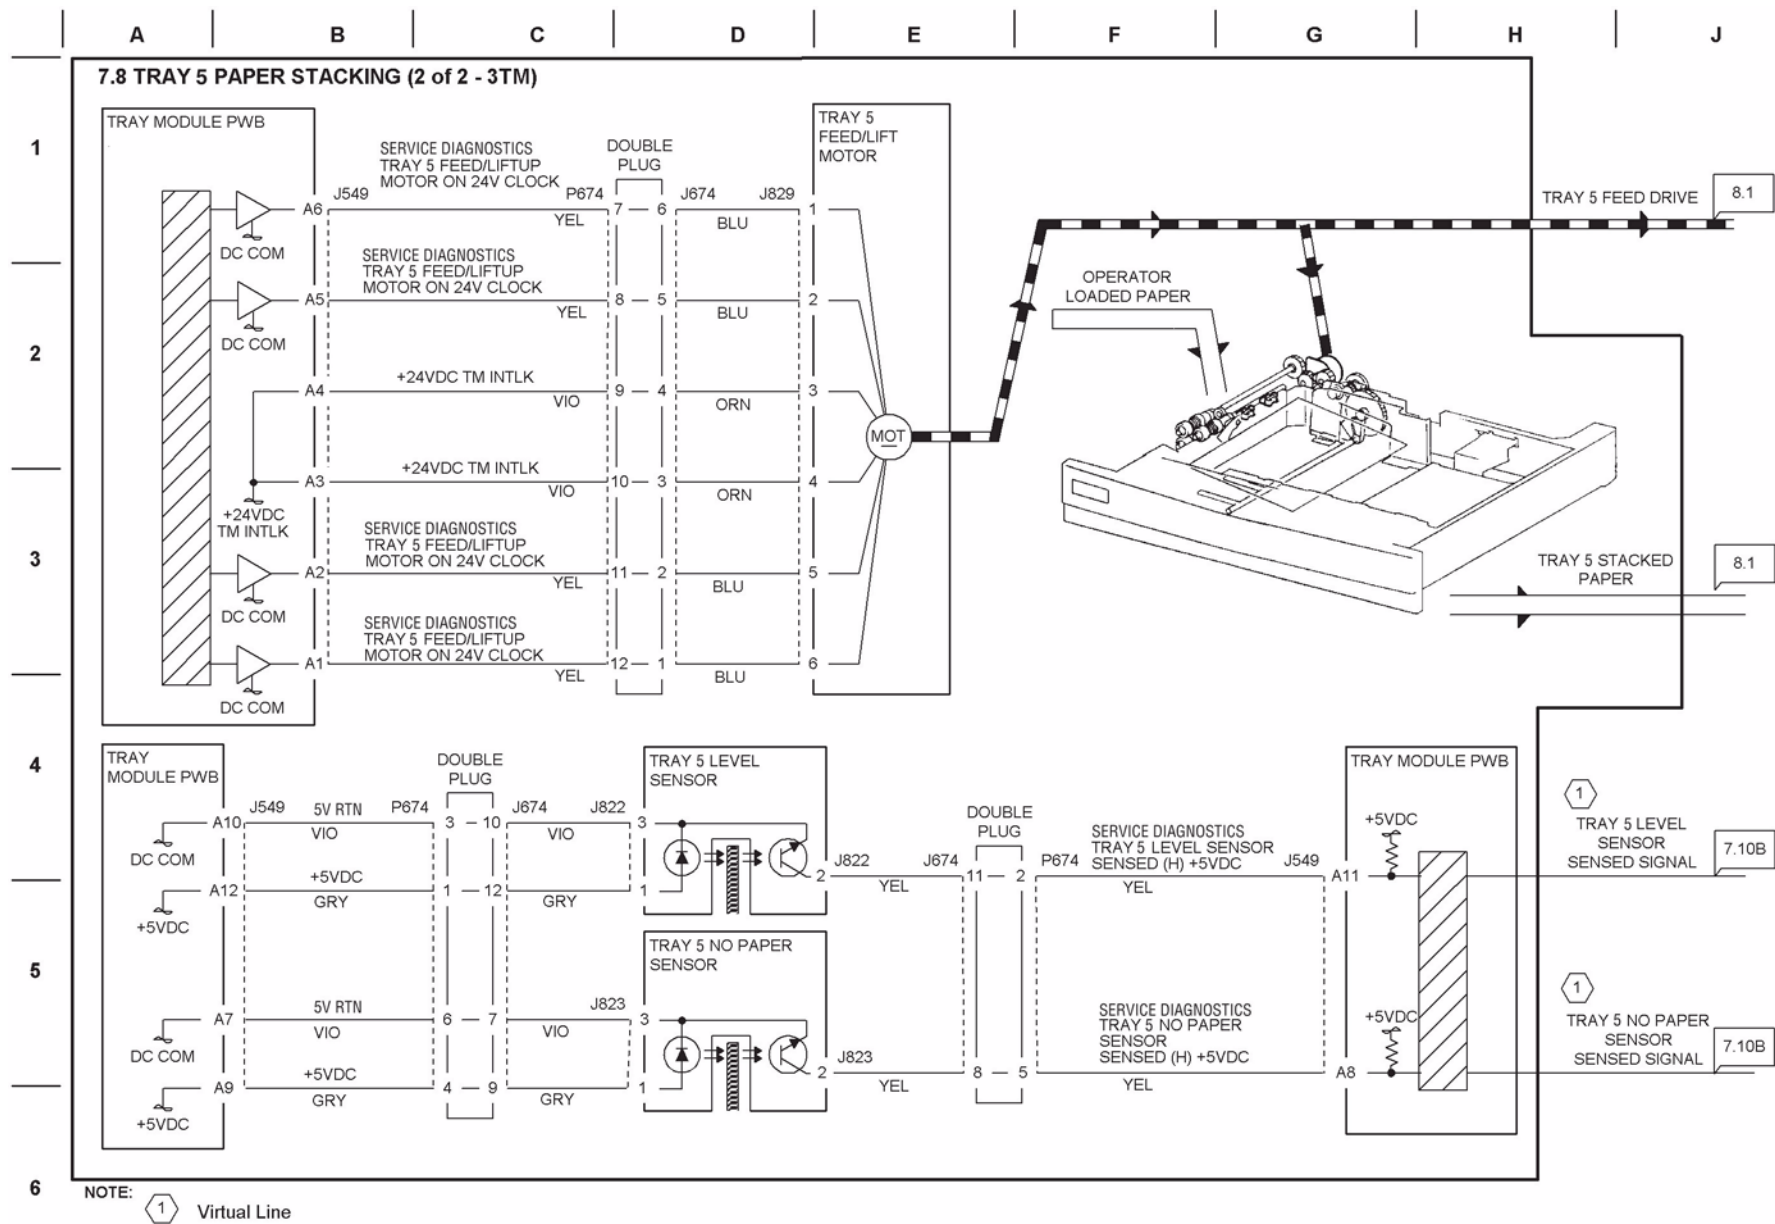 A B C D E F G H J
7.8 TRAY 5 PAPER STACKING (2 of 2 - 3TM)
1
TRAY MODULE PWB
SERVICE DIAGNOSTICS
TRAY 5 FEED/LIFTUP
MOTOR ON 24V CLOCK
DOUBLE
PLUG
TRAY 5
FEED/LIFT
MOTOR
A6 J549 YEL P674 7 6 J674 BLU J829 1
DC COM
TRAY 5 FEED DRIVE 8.1
SERVICE DIAGNOSTICS
TRAY 5 FEED/LIFTUP
MOTOR ON 24V CLOCK
A5 YEL 8 5 BLU 2
DC COM
OPERATOR
LOADED PAPER
2
+24VDC TM INTLK
A4 VIO 9 4 ORN 3
MOT
+24VDC TM INTLK
A3 VIO 10 3 ORN 4
+24VDC
TM INTLK
3
SERVICE DIAGNOSTICS
TRAY 5 FEED/LIFTUP
MOTOR ON 24V CLOCK
A2 YEL 11 2 BLU 5
DC COM
TRAY 5 STACKED
PAPER
8.1
SERVICE DIAGNOSTICS
TRAY 5 FEED/LIFTUP
MOTOR ON 24V CLOCK
A1 YEL 12 1 BLU 6
DC COM
4
TRAY
MODULE PWB
DOUBLE
PLUG
TRAY 5 LEVEL
SENSOR
TRAY MODULE PWB
A10 J549 5V RTN P674 3 10 J674 J822 3
VIO VIO
DC COM
A12 +5VDC 1 12 1
GRY GRY
+5VDC
J822 2 YEL J674 11 2 P674
DOUBLE
PLUG
SERVICE DIAGNOSTICS
TRAY 5 LEVEL SENSOR
SENSED (H) +5VDC
YEL
J549 A11
+5VDC
1
TRAY 5 LEVEL
SENSOR
SENSED SIGNAL
7.10B
5
TRAY 5 NO PAPER
SENSOR
A7 5V RTN 6 7 J823 3
VIO VIO
DC COM
A9 +5VDC 4 9 1
GRY GRY
+5VDC
J823 2 YEL 8 5
SERVICE DIAGNOSTICS
TRAY 5 NO PAPER
SENSOR
SENSED (H) +5VDC
YEL
A8
+5VDC
1
TRAY 5 NO PAPER
SENSOR
SENSED SIGNAL
7.10B
6
NOTE:
1 Virtual Line